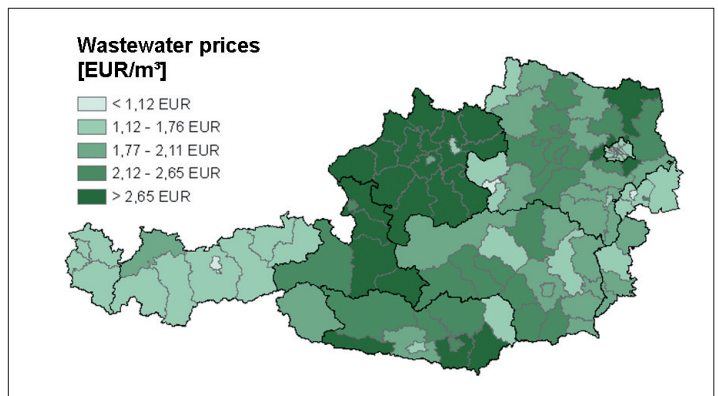 Wastewater prices
[EUR/m³]
< 1,12 EUR
1,12 - 1,76 EUR
1,77 - 2,11 EUR
2,12 - 2,65 EUR
> 2,65 EUR